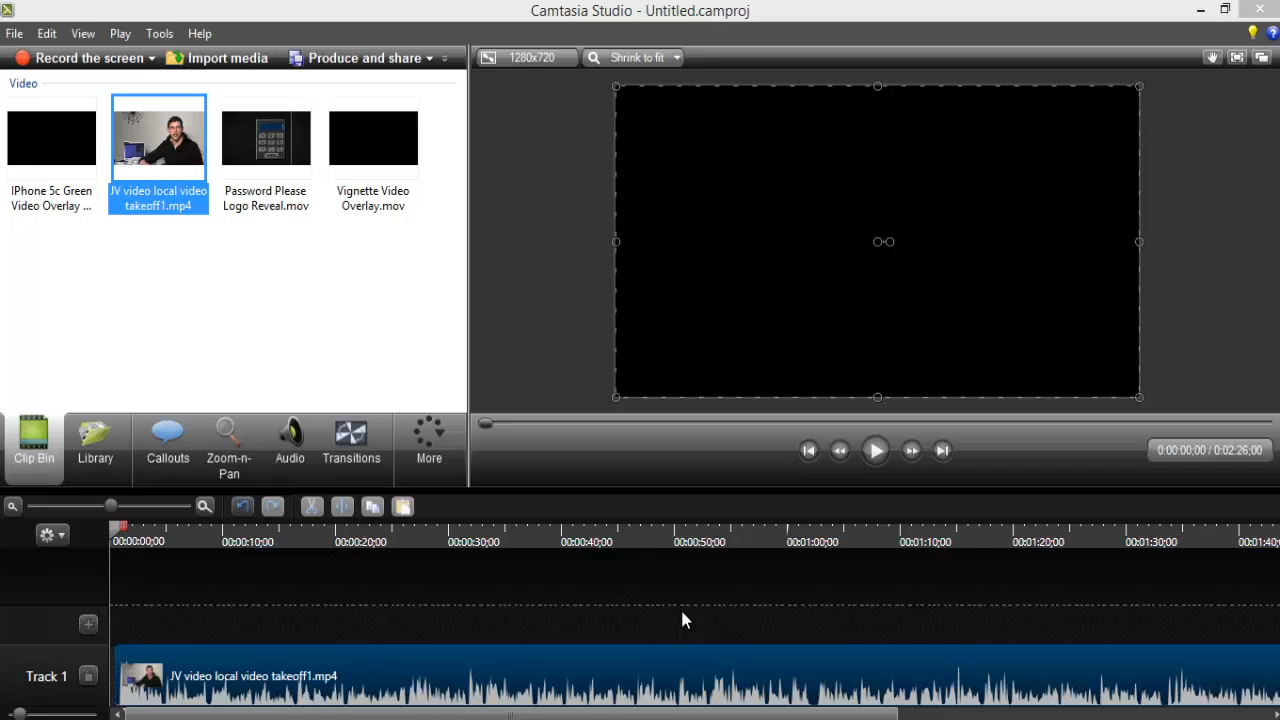 Camtasia Studio - Untitled.camproj
File Edit View Play Tools Help
Record the screen Import media Produce and share
1280x720 Shrink to fit
Video
IPhone 5c Green
Video Overlay ...
JV video local video
takeoff1.mp4
Password Please
Logo Reveal.mov
Vignette Video
Overlay.mov
0:00:00;00 / 0:02:26;00
Clip Bin Library Callouts Zoom-n-
Pan Audio Transitions More
00:00:00;00 00:00:10;00 00:00:20;00 00:00:30;00 00:00:40;00 00:00:50;00 00:01:00;00 00:01:10;00 00:01:20;00 00:01:30;00 00:01:40;
Track 1 JV video local video takeoff1.mp4